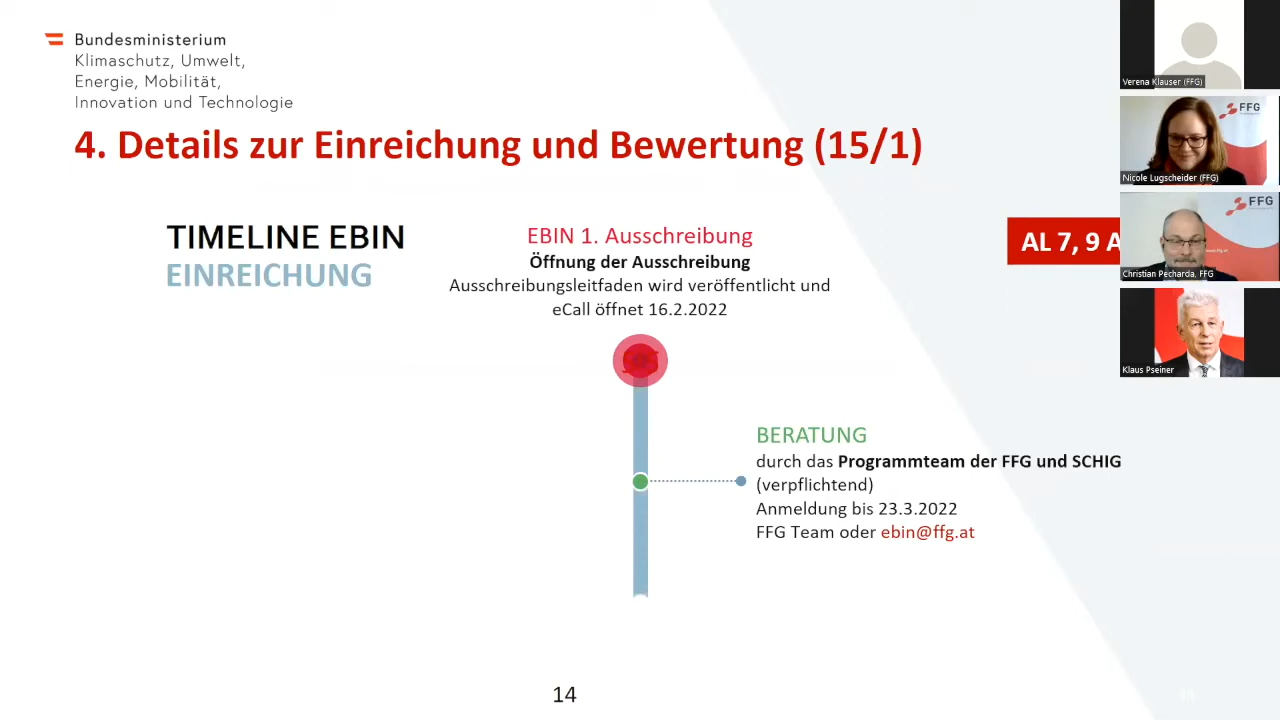 Bundesministerium
Klimaschutz, Umwelt,
Energie, Mobilität,
Innovation und Technologie
4. Details zur Einreichung und Bewertung (15/1)
TIMELINE EBIN
EINREICHUNG
EBIN 1. Ausschreibung
Öffnung der Ausschreibung
Ausschreibungsleitfaden wird veröffentlicht und
eCall öffnet 16.2.2022
AL 7, 9 A
BERATUNG
durch das Programmteam der FFG und SCHIG
(verpflichtend)
Anmeldung bis 23.3.2022
FFG Team oder ebin@ffg.at
14
Verena Klauser (FFG)
FFG
Nicole Lugscheider (FFG)
FFG
Christian Pecharda, FFG
Klaus Pseiner